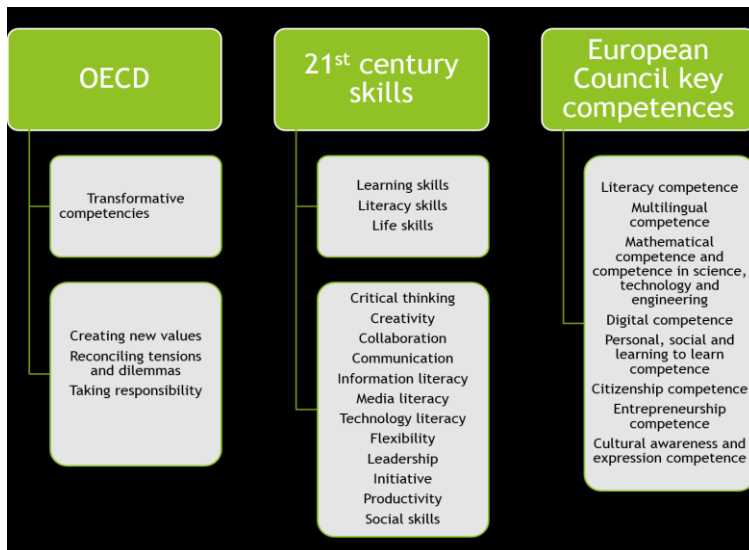 OECD
Transformative
competencies
Creating new values
Reconciling tensions
and dilemmas
Taking responsibility
21st century
skills
Learning skills
Literacy skills
Life skills
Critical thinking
Creativity
Collaboration
Communication
Information literacy
Media literacy
Technology literacy
Flexibility
Leadership
Initiative
Productivity
Social skills
European
Council key
competences
Literacy competence
Multilingual
competence
Mathematical
competence and
competence in science,
technology and
engineering
Digital competence
Personal, social and
learning to learn
competence
Citizenship competence
Entrepreneurship
competence
Cultural awareness and
expression competence